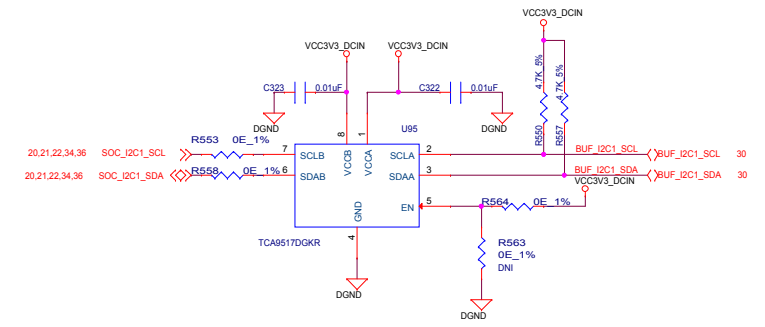 VCC3V3_DCIN
VCC3V3_DCIN VCC3V3_DCIN
4.7K_5% 4.7K_5%
C323 0.01uF C322 0.01uF
R550 R557
DGND DGND
8 1 U95
VCCB VCCA
20,21,22,34,36 SOC_I2C1_SCL R553 0E_1% 7 SCLB SCLA 2 BUF_I2C1_SCL BUF_I2C1_SCL 30
20,21,22,34,36 SOC_I2C1_SDA R558 0E_1% 6 SDAB SDAA 3 BUF_I2C1_SDA BUF_I2C1_SDA 30
VCC3V3_DCIN
GND EN 5 R564 0E_1%
4
TCA9517DGKR
R563
0E_1%
DNI
DGND
DGND